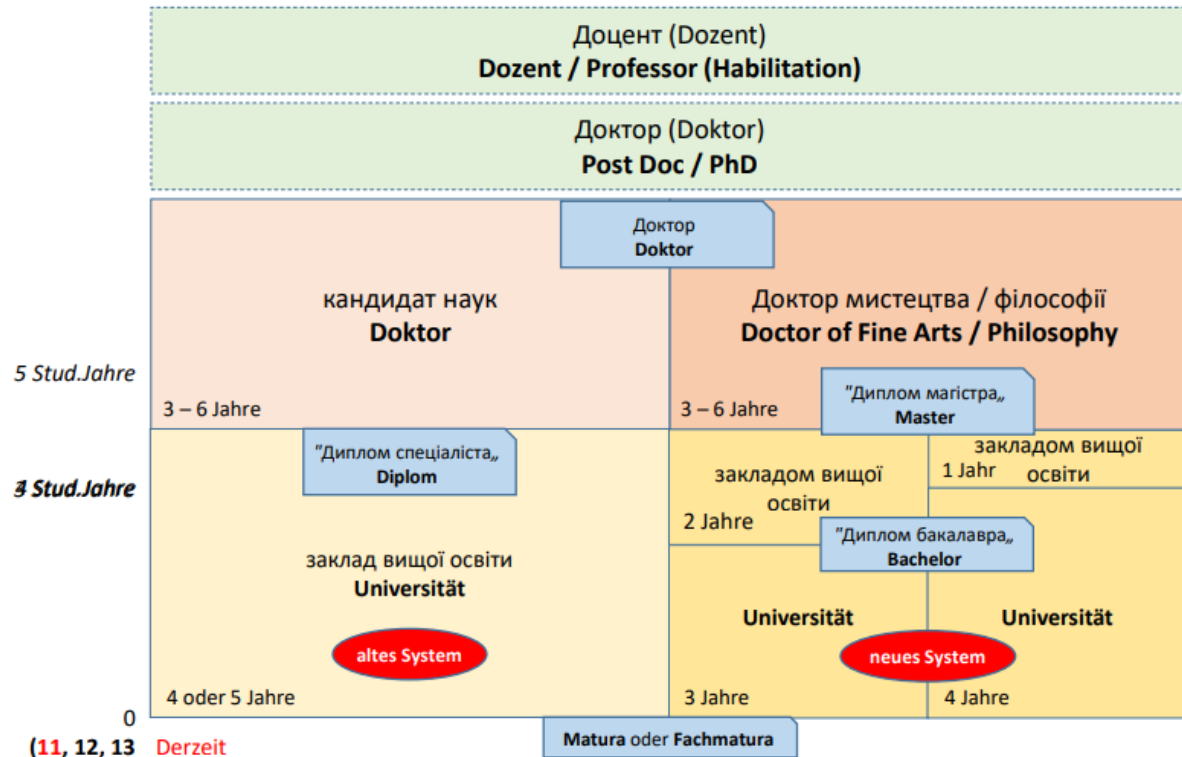 Доцент (Dozent)
Dozent / Professor (Habilitation)
Доктор (Doktor)
Post Doc / PhD
Доктор
Doktor
кандидат наук
Doktor
Доктор мистецтва / філософії
Doctor of Fine Arts / Philosophy
5 Stud.Jahre
3 – 6 Jahre
3 – 6 Jahre
"Диплом магістра„
Master
"Диплом спеціаліста„
Diplom
закладом вищої
освіти
1 Jahr
закладом вищої
освіти
2 Jahre
Stud.Jahre
"Диплом бакалавра„
Bachelor
заклад вищої освіти
Universität
Universität
Universität
altes System
neues System
4 oder 5 Jahre
3 Jahre
4 Jahre
0
Matura oder Fachmatura
(11, 12, 13 Derzeit